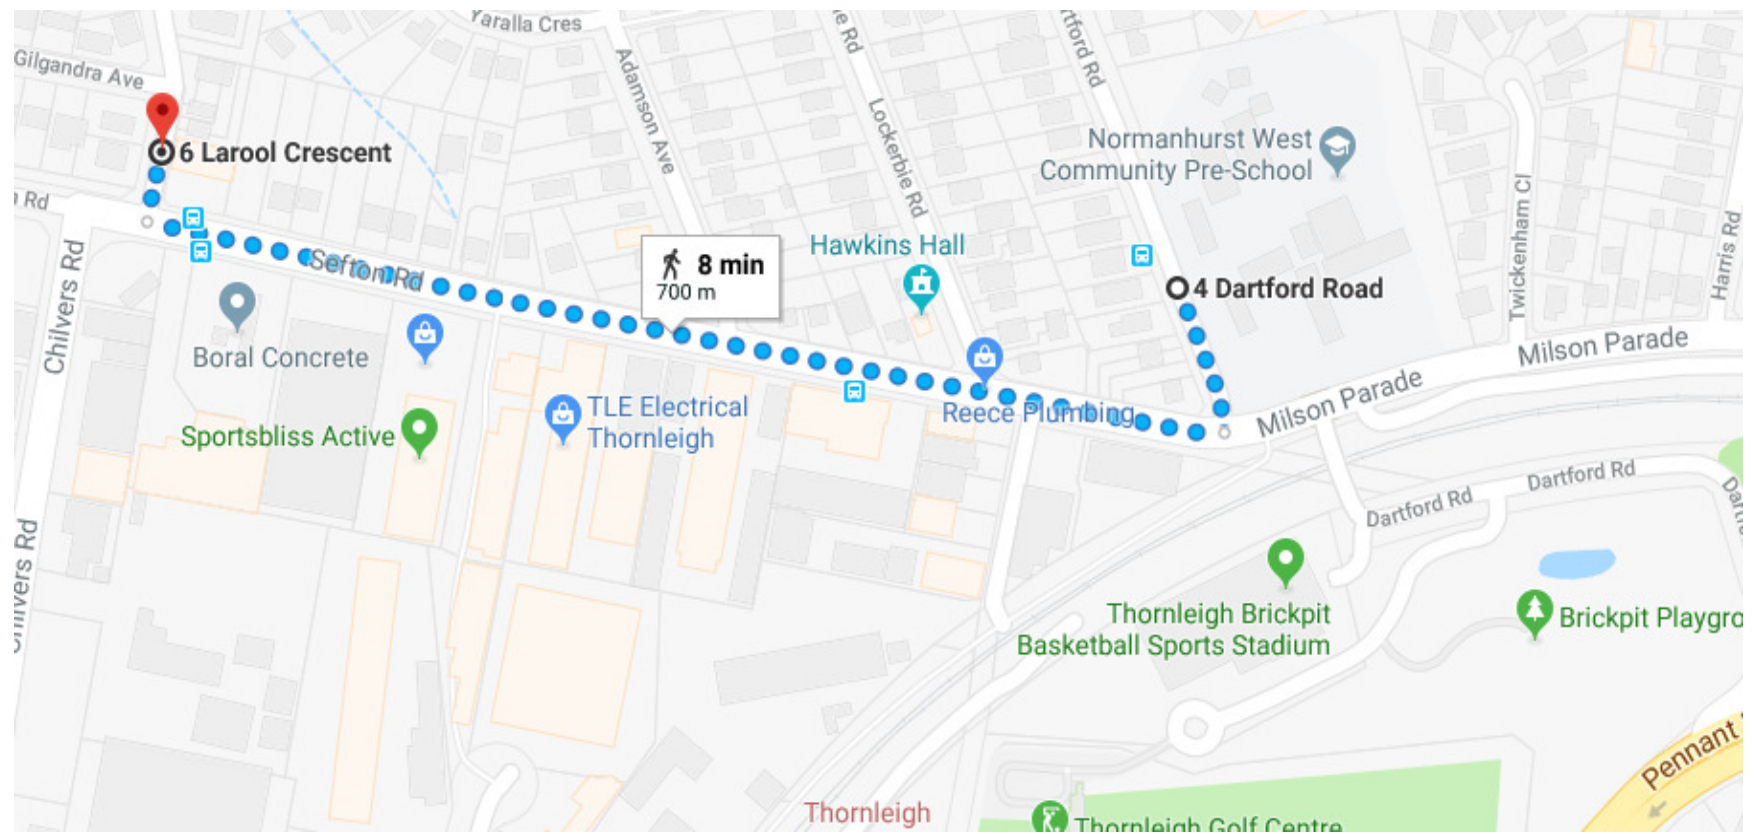 Yaralla Cres
Gilgandra Ave
Adamson Ave
Lockerbie Rd
Rd
6 Larool Crescent
Normanhurst West
Community Pre-School
Twickenham Cl
Harris Rd
Rd
Chilvers Rd
Sefton Rd
8 min
700 m
Hawkins Hall
4 Dartford Road
Boral Concrete
Milson Parade
Milson Parade
Reece Plumbing
TLE Electrical
Thornleigh
Sportsbliss Active
Dartford Rd
Dartford Rd
Rd
Thornleigh Brickpit
Basketball Sports Stadium
Brickpit Playgro
Pennant
Thornleigh
Thornleigh Golf Centre